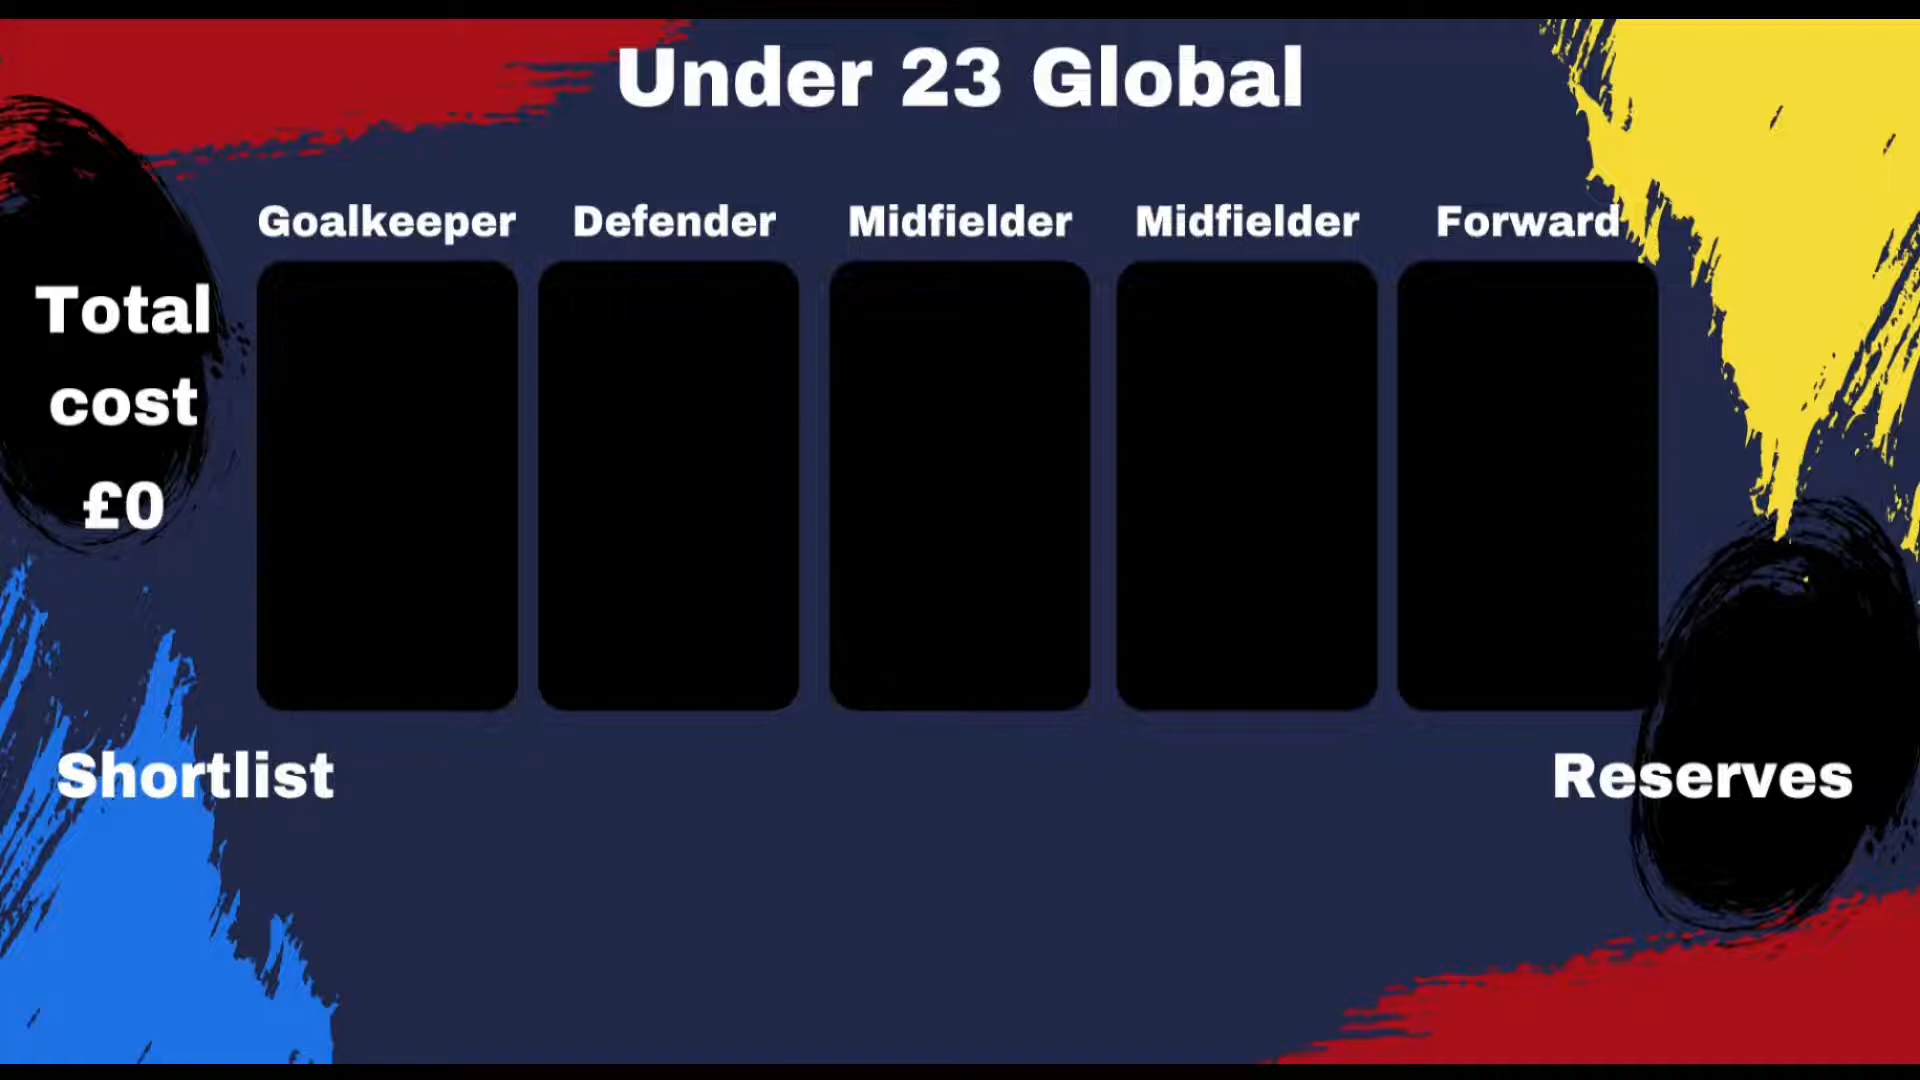 Under 23 Global
Goalkeeper Defender Midfielder Midfielder Forward
Total
cost
£0
Shortlist Reserves